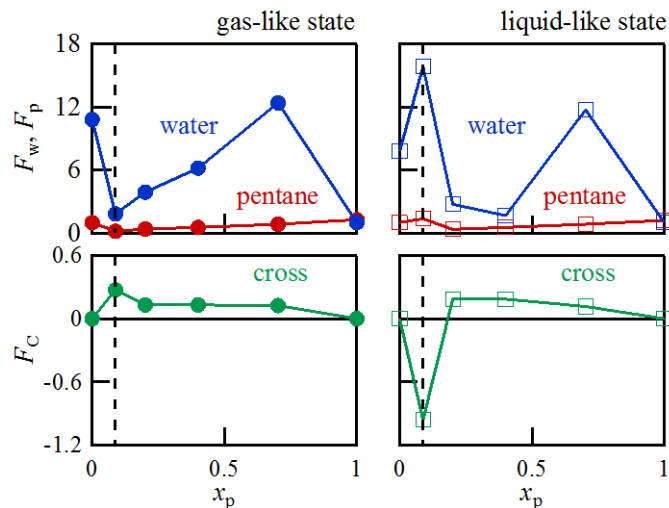 gas-like state
liquid-like state
18
12
6
0
F_w, F_p
water
pentane
water
pentane
0.6
0
-0.6
-1.2
F_C
cross
cross
0
0.5
1
0
0.5
1
x_p
x_p